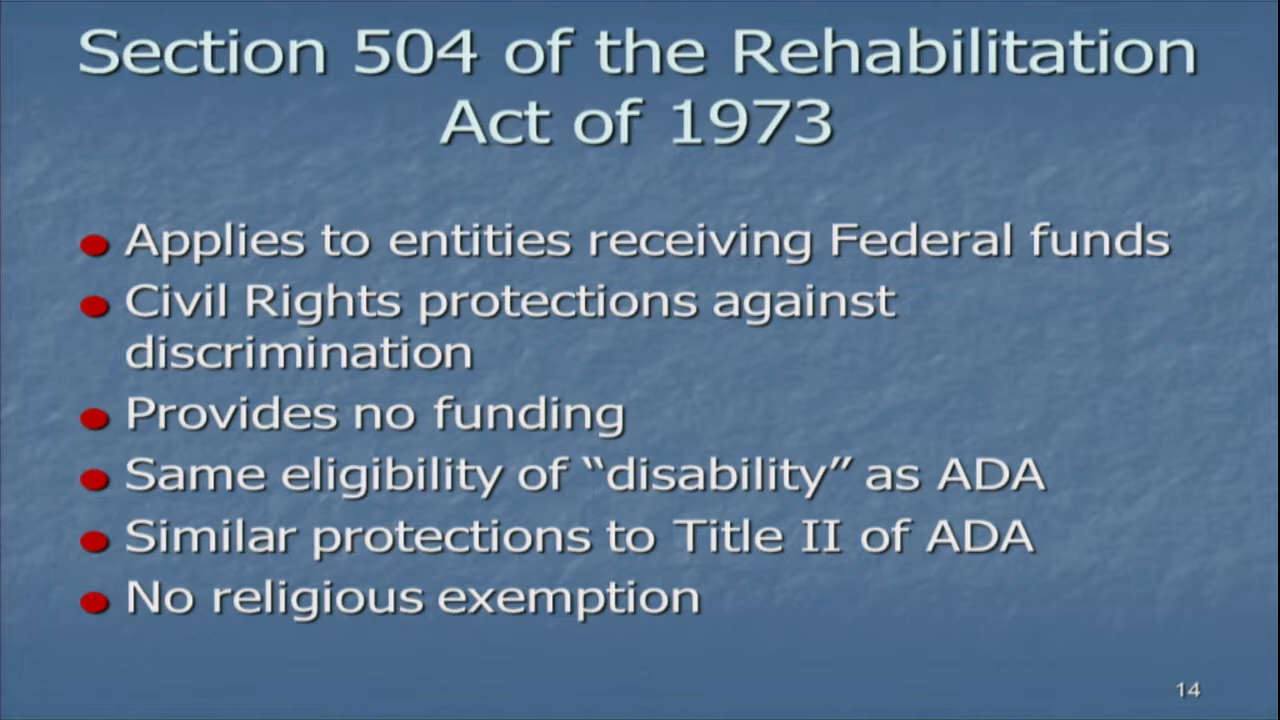 Section 504 of the Rehabilitation
Act of 1973
Applies to entities receiving Federal funds
Civil Rights protections against
discrimination
Provides no funding
Same eligibility of “disability” as ADA
Similar protections to Title II of ADA
No religious exemption
14